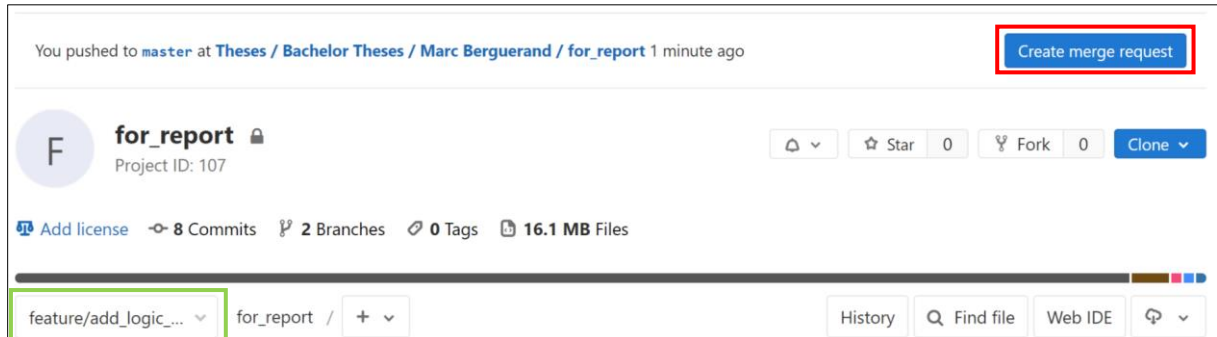 You pushed to master at Theses / Bachelor Theses / Marc Berguerand / for_report 1 minute ago
Create merge request
F
for_report
Project ID: 107
Star 0
Fork 0
Clone
Add license 8 Commits 2 Branches 0 Tags 16.1 MB Files
feature/add_logic_... for_report / +
History Find file Web IDE